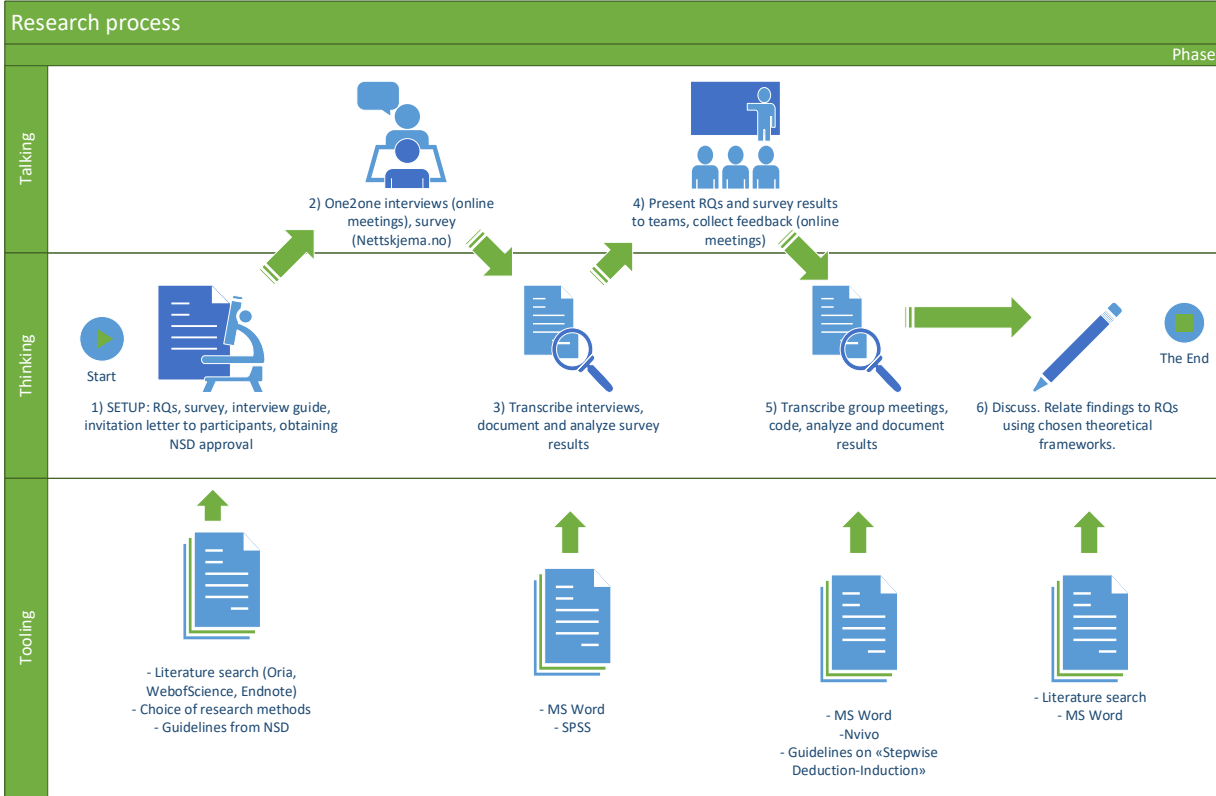 Research process
Phase
Talking
2) One2one interviews (online
meetings), survey
(Nettskjema.no)
4) Present RQs and survey results
to teams, collect feedback (online
meetings)
Thinking
Start
1) SETUP: RQs, survey, interview guide,
invitation letter to participants, obtaining
NSD approval
3) Transcribe interviews,
document and analyze survey
results
5) Transcribe group meetings,
code, analyze and document
results
6) Discuss. Relate findings to RQs
using chosen theoretical
frameworks.
The End
Tooling
- Literature search (Oria,
WebofScience, Endnote)
- Choice of research methods
- Guidelines from NSD
- MS Word
- SPSS
- MS Word
-Nvivo
- Guidelines on «Stepwise
Deduction-Induction»
- Literature search
- MS Word